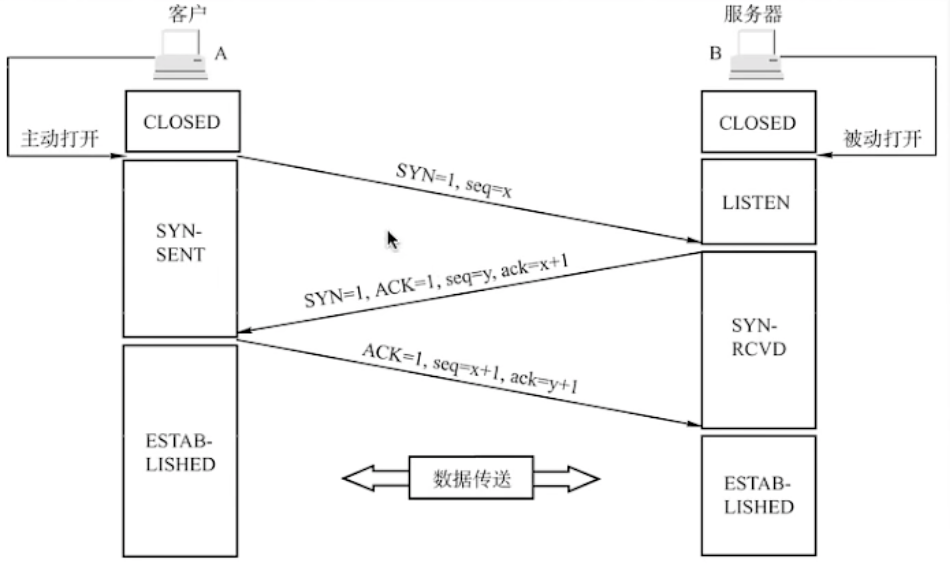 客户
服务器
A
B
CLOSED
CLOSED
主动打开
被动打开
SYN=1, seq=x
LISTEN
SYN-
SENT
SYN=1, ACK=1, seq=y, ack=x+1
SYN-
RCVD
ACK=1, seq=x+1, ack=y+1
ESTAB-
LISHED
数据传送
ESTAB-
LISHED